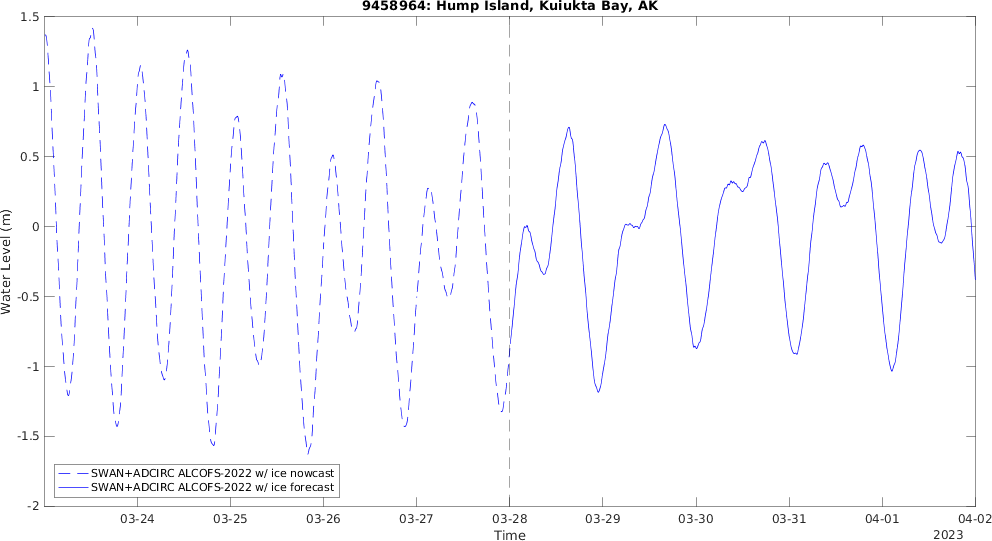 9458964: Hump Island, Kuiukta Bay, AK
1.5
1
0.5
0
-0.5
-1
-1.5
-2
Water Level (m)
SWAN+ADCIRC ALCOFS-2022 w/ ice nowcast
SWAN+ADCIRC ALCOFS-2022 w/ ice forecast
03-24 03-25 03-26 03-27 03-28 03-29 03-30 03-31 04-01 04-02
Time
2023